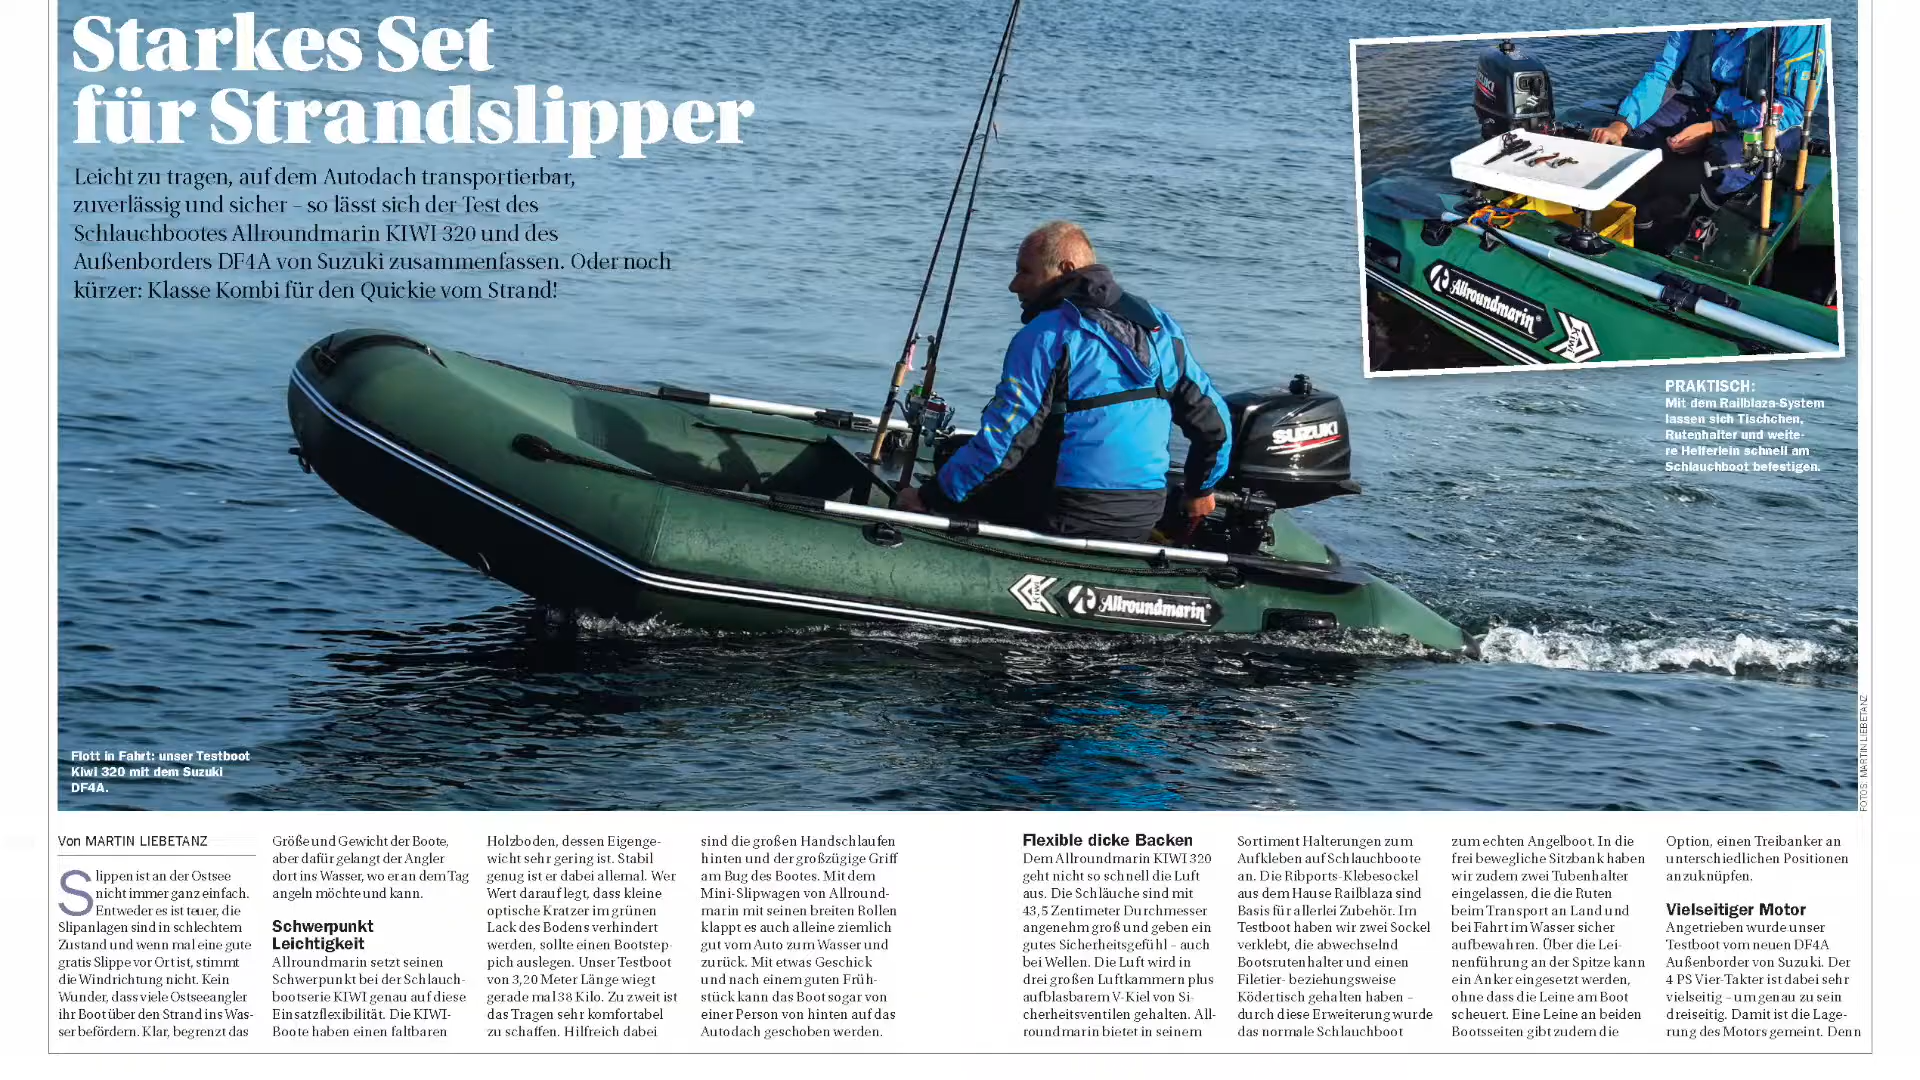 Starkes Set
für Strandslipper
Leicht zu tragen, auf dem Autodach transportierbar,
zuverlässig und sicher – so lässt sich der Test des
Schlauchbootes Allroundmarin KIWI 320 und des
Außenborders DF4A von Suzuki zusammenfassen. Oder noch
kürzer: Klasse Kombi für den Quickie vom Strand!
SUZUKI
Allroundmarin
KIWI
PRAKTISCH:
Mit dem Railblaza-System
lassen sich Tischchen,
Rutenhalter und weite-
re Helferlein schnell am
Schlauchboot befestigen.
SUZUKI
KIWI
Allroundmarin
Flott in Fahrt: unser Testboot
Kiwi 320 mit dem Suzuki
DF4A.
FOTOS: MARTIN LIEBETANZ
Von MARTIN LIEBETANZ
Slippen ist an der Ostsee
nicht immer ganz einfach.
Entweder es ist teuer, die
Slipanlagen sind in schlechtem
Zustand und wenn mal eine gute
gratis Slippe vor Ort ist, stimmt
die Windrichtung nicht. Kein
Wunder, dass viele Ostseeangler
ihr Boot über den Strand ins Was-
ser befördern. Klar, begrenzt das
Größe und Gewicht der Boote,
aber dafür gelangt der Angler
dort ins Wasser, wo er an dem Tag
angeln möchte und kann.
Schwerpunkt
Leichtigkeit
Allroundmarin setzt seinen
Schwerpunkt bei der Schlauch-
bootserie KIWI genau auf diese
Einsatzflexibilität. Die KIWI-
Boote haben einen faltbaren
Holzboden, dessen Eigenge-
wicht sehr gering ist. Stabil
genug ist er dabei allemal. Wer
Wert darauf legt, dass kleine
optische Kratzer im grünen
Lack des Bodens verhindert
werden, sollte einen Bootstep-
pich auslegen. Unser Testboot
von 3,20 Meter Länge wiegt
gerade mal 38 Kilo. Zu zweit ist
das Tragen sehr komfortabel
zu schaffen. Hilfreich dabei
sind die großen Handschlaufen
hinten und der großzügige Griff
am Bug des Bootes. Mit dem
Mini-Slipwagen von Allround-
marin mit seinen breiten Rollen
klappt es auch alleine ziemlich
gut vom Auto zum Wasser und
zurück. Mit etwas Geschick
und nach einem guten Früh-
stück kann das Boot sogar von
einer Person von hinten auf das
Autodach geschoben werden.
Flexible dicke Backen
Dem Allroundmarin KIWI 320
geht nicht so schnell die Luft
aus. Die Schläuche sind mit
43,5 Zentimeter Durchmesser
angenehm groß und geben ein
gutes Sicherheitsgefühl – auch
bei Wellen. Die Luft wird in
drei großen Luftkammern plus
aufblasbarem V-Kiel von Si-
cherheitsventilen gehalten. All-
roundmarin bietet in seinem
Sortiment Halterungen zum
Aufkleben auf Schlauchboote
an. Die Ribports-Klebesockel
aus dem Hause Railblaza sind
Basis für allerlei Zubehör. Im
Testboot haben wir zwei Sockel
verklebt, die abwechselnd
Bootsrutenhalter und einen
Filetier- beziehungsweise
Ködertisch gehalten haben –
durch diese Erweiterung wurde
das normale Schlauchboot
zum echten Angelboot. In die
frei bewegliche Sitzbank haben
wir zudem zwei Tubenhalter
eingelassen, die die Ruten
beim Transport an Land und
bei Fahrt im Wasser sicher
aufbewahren. Über die Lei-
nenführung an der Spitze kann
ein Anker eingesetzt werden,
ohne dass die Leine am Boot
scheuert. Eine Leine an beiden
Bootsseiten gibt zudem die
Option, einen Treibanker an
unterschiedlichen Positionen
anzuknüpfen.
Vielseitiger Motor
Angetrieben wurde unser
Testboot vom neuen DF4A
Außenborder von Suzuki. Der
4 PS Vier-Takter ist dabei sehr
vielseitig – um genau zu sein
dreiseitig. Damit ist die Lage-
rung des Motors gemeint. Denn